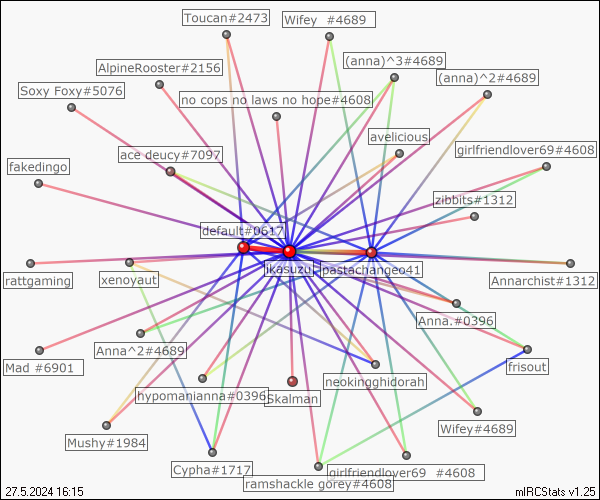 Toucan#2473
Wifey #4689
(anna)^3#4689
AlpineRooster#2156
(anna)^2#4689
Soxy Foxy#5076
no cops no laws no hope#4608
avelicious
girlfriendlover69#4608
ace deucy#7097
fakedingo
zibbits#1312
default#0617
ikasuzu
pastachangeo41
rattgaming
xenoyaut
Annarchist#1312
Anna.#0396
Anna^2#4689
Mad #6901
frisout
neokingghidorah
hypomanianna#0396
Skalman
Wifey#4689
Mushy#1984
Cypha#1717
girlfriendlover69 #4608
ramshackle gorey#4608
27.5.2024 16:15
mIRCStats v1.25